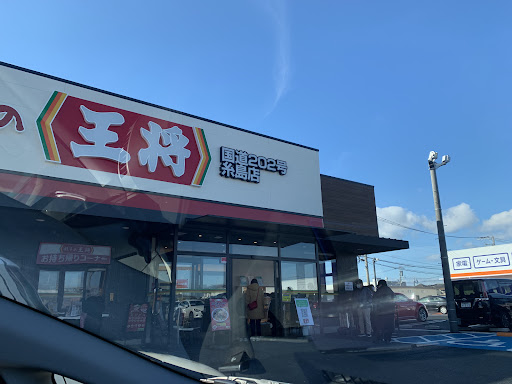 の
王将
国道202号
糸島店
お持ち帰りコーナー
家電
ゲーム・文具